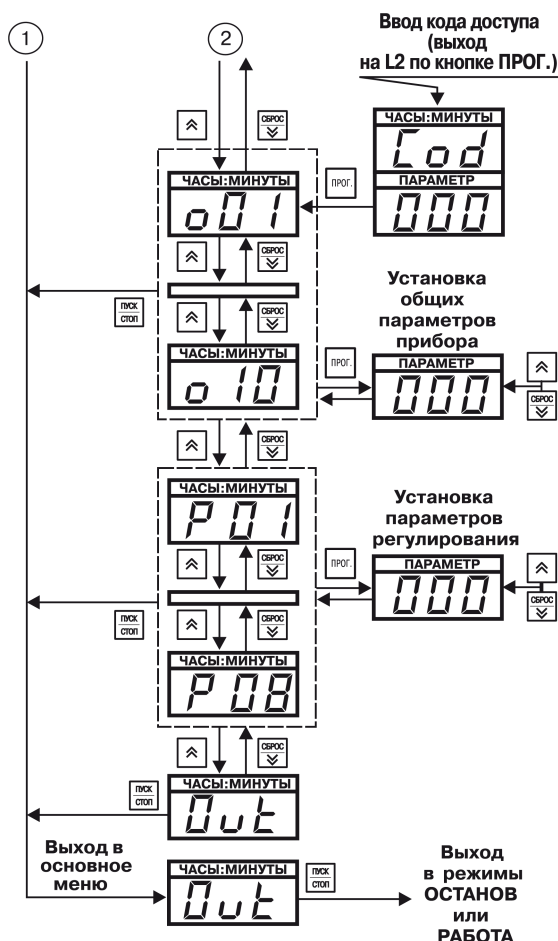 1
2
Ввод кода доступа
(выход
на L2 по кнопке ПРОГ.)
СБРОС
ЧАСЫ:МИНУТЫ
Cod
ПАРАМЕТР
000
ЧАСЫ:МИНУТЫ
o01
ПРОГ.
СБРОС
ПУСК
СТОП
СБРОС
ЧАСЫ:МИНУТЫ
o 10
Установка
общих
параметров
прибора
ПРОГ.
ПАРАМЕТР
000
СБРОС
СБРОС
ЧАСЫ:МИНУТЫ
P01
СБРОС
ПУСК
СТОП
СБРОС
ЧАСЫ:МИНУТЫ
P08
Установка
параметров
регулирования
ПРОГ.
ПАРАМЕТР
000
СБРОС
СБРОС
ПУСК
СТОП
ЧАСЫ:МИНУТЫ
Out
Выход в
основное
меню
ЧАСЫ:МИНУТЫ
Out
ПУСК
СТОП
Выход
в режимы
ОСТАНОВ
или
РАБОТА